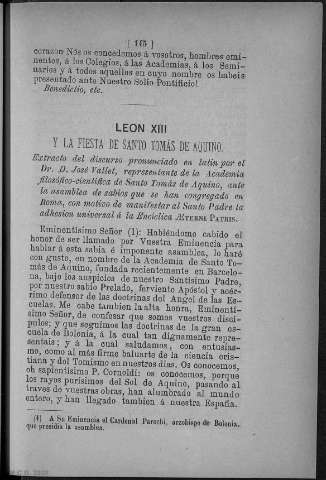 [ 115 ]
corazon Nós os concedemos á vosotros, hombres emi-
nentes, á los Colegios, á las Academias, á los Semi-
narios y á todos aquellos en cuyo nombre os habeis
presentado ante Nuestro Solio Pontificio!
Benedictio, etc.
LEON XIII
Y LA FIESTA DE SANTO TOMÁS DE AQUINO.
Extracto del discurso pronunciado en latin por el
Dr. D. José Vallet, representante de la Academia
filosófico-científica de Santo Tomás de Aquino, ante
la asamblea de sabios que se han congregado en
Roma, con motivo de manifestar al Santo Padre la
adhesion universal á la Encíclica ÆTERNI PATRIS.
Eminentísimo Señor (1): Habiéndome cabido el
honor de ser llamado por Vuestra Eminencia para
hablar á esta sábia é imponente asamblea, lo haré
con gusto, en nombre de la Academia de Santo To-
más de Aquino, fundada recientemente en Barcelo-
na, bajo los auspicios de nuestro Santísimo Padre,
por nuestro sabio Prelado, ferviente Apóstol y acér-
rimo defensor de las doctrinas del Angel de las Es-
cuelas. Me cabe tambien la alta honra, Eminentí-
simo Señor, de confesar que somos vuestros discí-
pulos; y que seguimos las doctrinas de la gran es-
cuela de Bolonia, á la cual tan dignamente repre-
sentais; y á la cual saludamos, con entusias-
mo, como al más firme baluarte de la ciencia cris-
tiana y del Tomismo en nuestros dias. Os conocemos,
oh sapientísimo P. Cornoldi: os conocemos, porque
los rayos purísimos del Sol de Aquino, pasando al
traves de vuestras obras, han alumbrado al mundo
entero, y han llegado tambien á nuestra España.
(1) A Su Eminencia el Cardenal Parochi, arzobispo de Bolonia,
que presidia la asamblea.